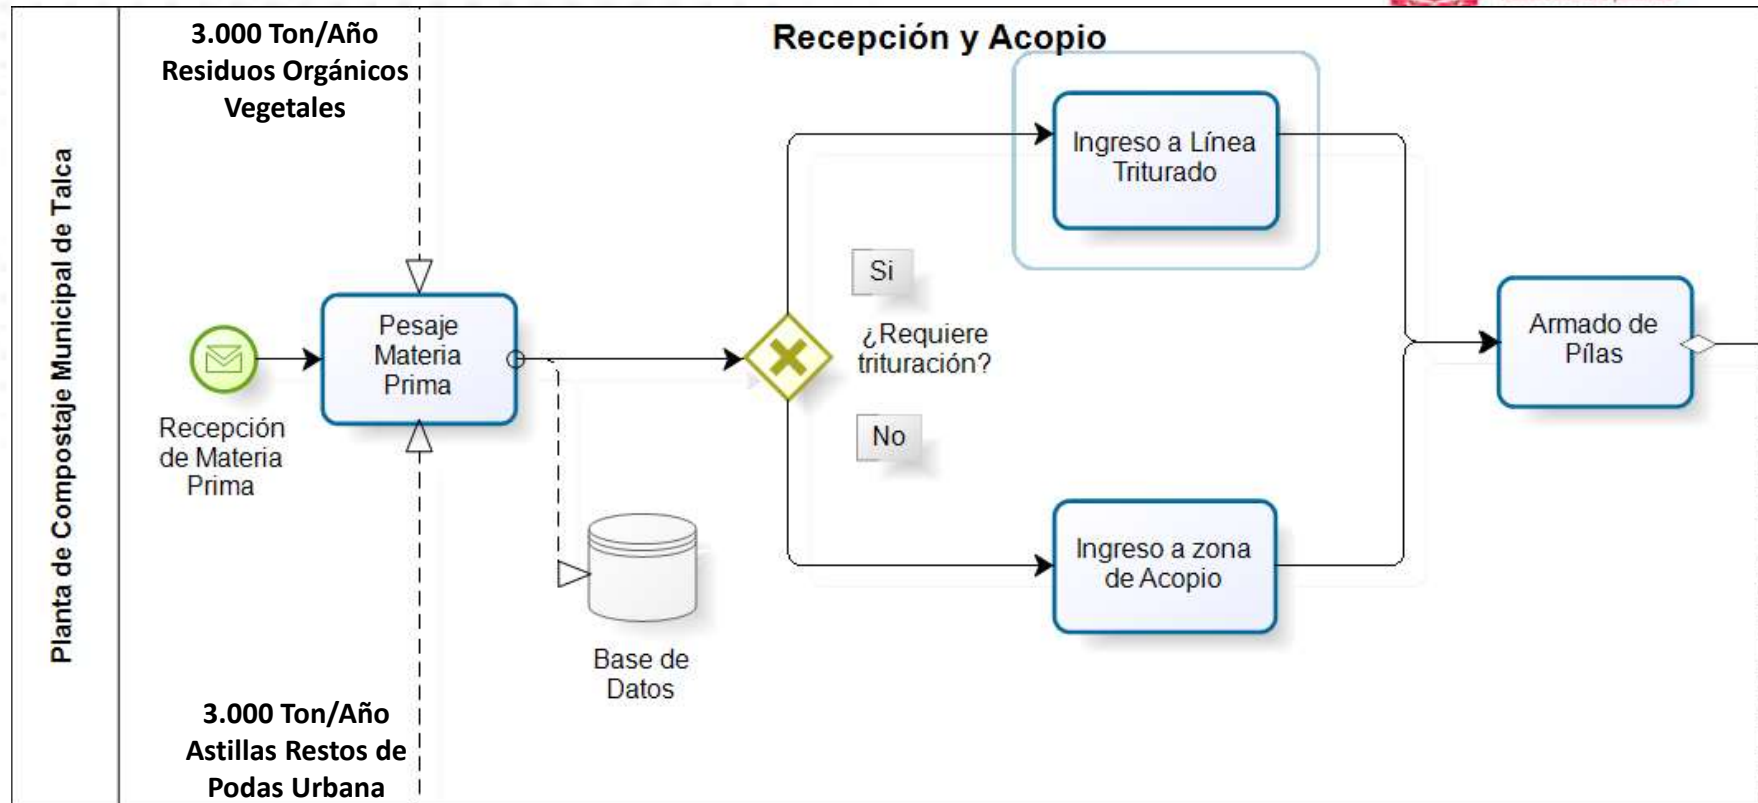 Planta de Compostaje Municipal de Talca
3.000 Ton/Año
Residuos Orgánicos
Vegetales
Recepción y Acopio
Ingreso a Línea
Triturado
Si
¿Requiere
trituración?
No
Pesaje
Materia
Prima
Recepción
de Materia
Prima
Armado de
Pílas
Ingreso a zona
de Acopio
Base de
Datos
3.000 Ton/Año
Astillas Restos de
Podas Urbana